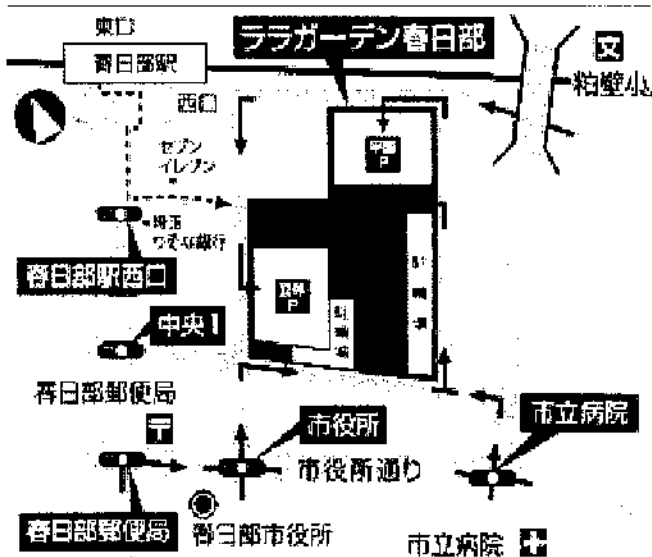 東口
ララガーデン春日部
文
春日部駅
粕壁小
西口
平面
P
セブン
イレブン
埼玉
りそな銀行
春日部駅西口
立体
P
駐輪場
駐輪場
中央1
春日部郵便局
〒
市役所
市立病院
市役所通り
春日部郵便局
春日部市役所
市立病院